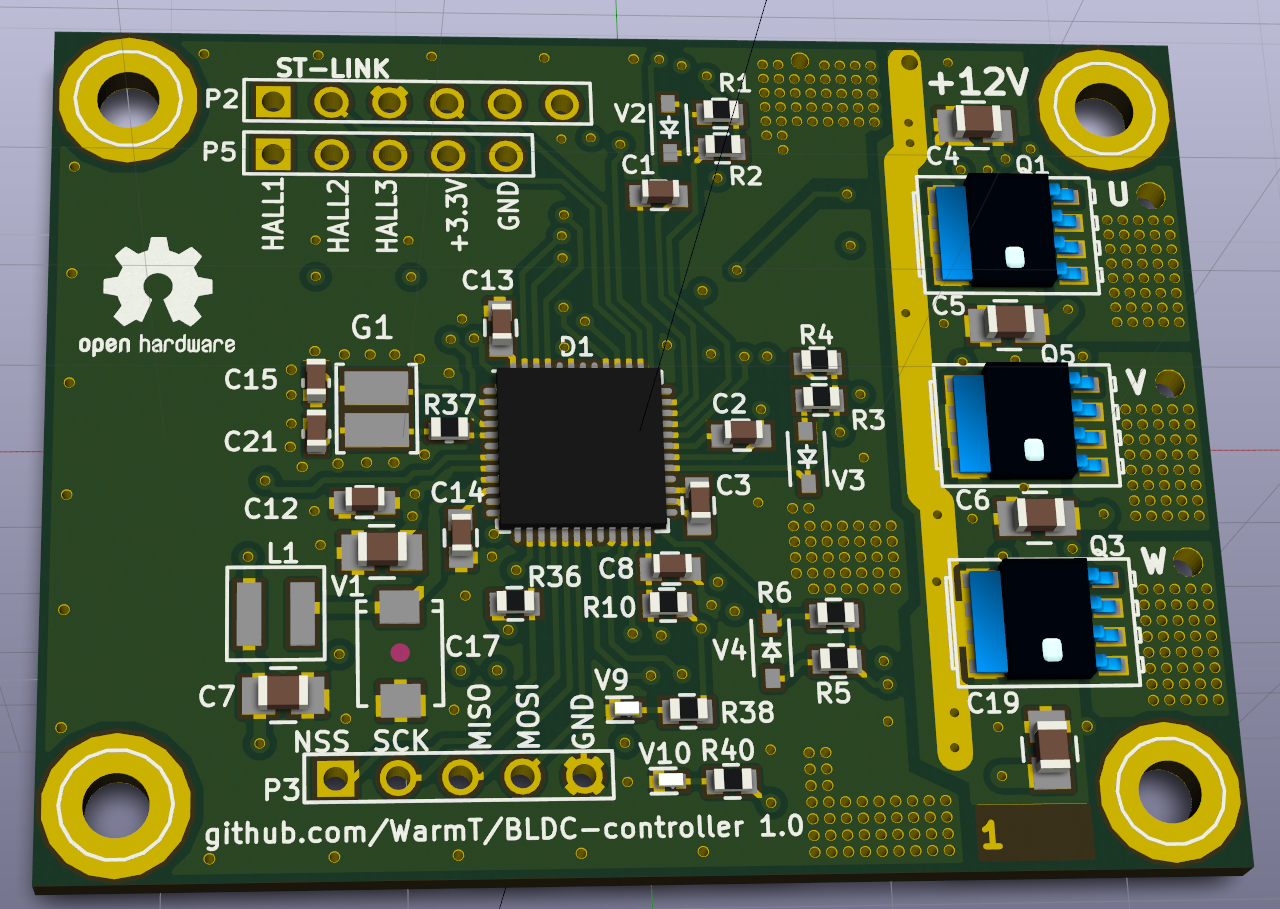 ST-LINK
P2
P5
HALL1
HALL2
HALL3
+3.3V
GND
V2
R1
R2
C1
+12V
C4
Q1
U
open hardware
C13
G1
D1
C15
C21
R37
R4
R3
V3
C2
C3
C5
Q5
V
C6
Q3
W
C12
C14
L1
V1
C17
C7
R36
C8
R10
R6
V4
R5
C19
V9
R38
V10
R40
NSS
SCK
MISO
MOSI
GND
P3
github.com/WarmT/BLDC-controller 1.0
1